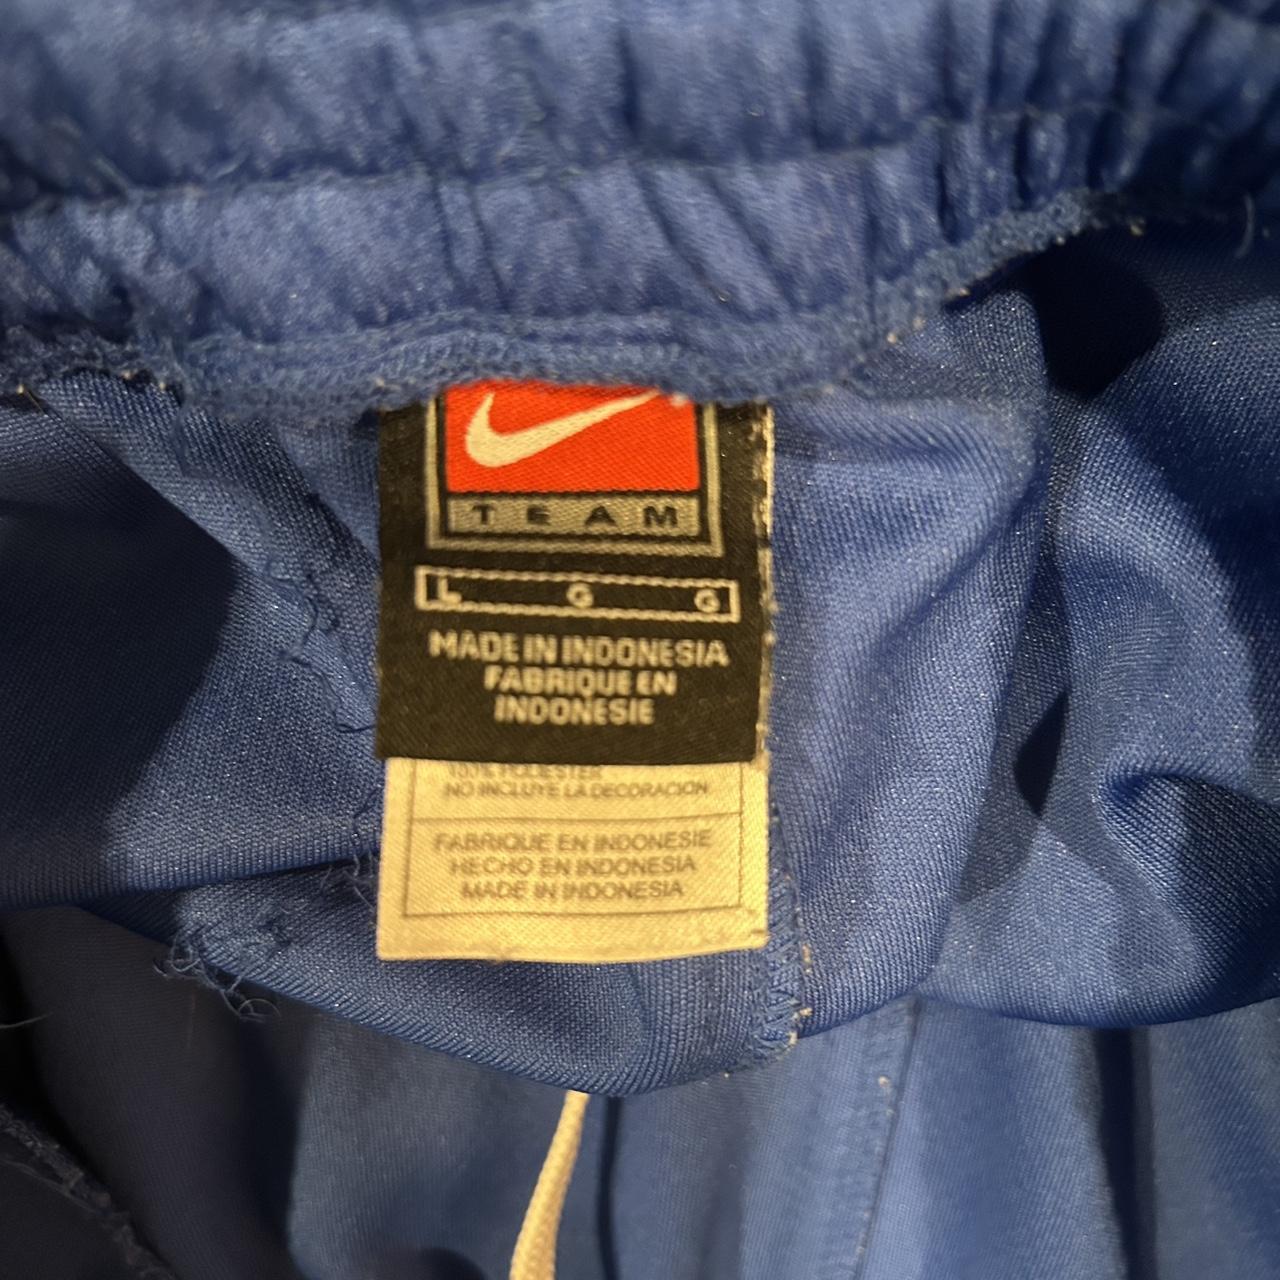 TEAM
L G G
MADE IN INDONESIA
FABRIQUE EN
INDONESIE
100% POLIESTER
NO INCLUYE LA DECORACION
FABRIQUE EN INDONESIE
HECHO EN INDONESIA
MADE IN INDONESIA